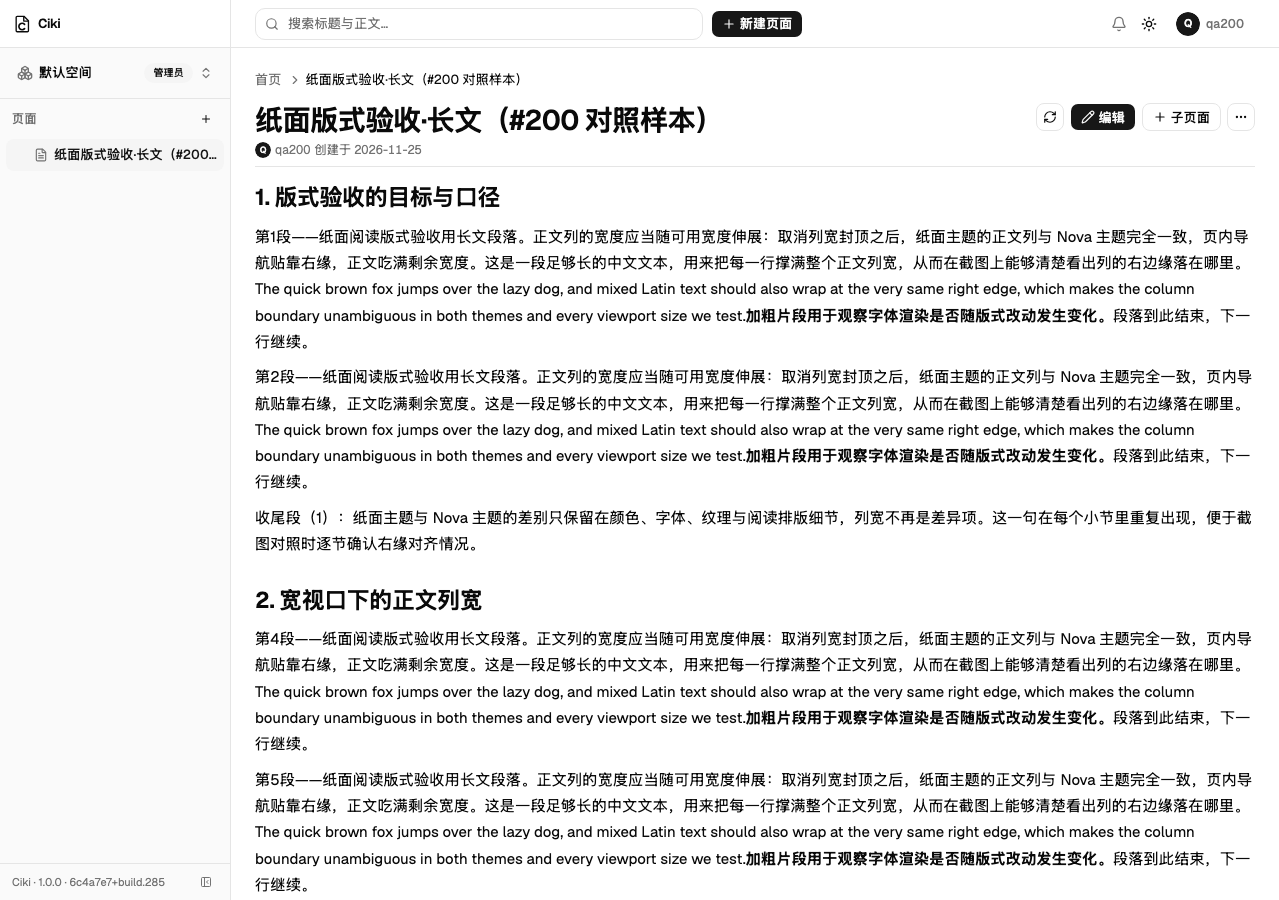 Ciki
搜索标题与正文...
新建页面
Q
qa200
默认空间
管理员
页面
纸面版式验收·长文（#200...
首页
纸面版式验收·长文（#200 对照样本）
纸面版式验收·长文（#200 对照样本）
编辑
子页面
Q qa200 创建于 2026-11-25
1. 版式验收的目标与口径
第1段——纸面阅读版式验收用长文段落。正文列的宽度应当随可用宽度伸展：取消列宽封顶之后，纸面主题的正文列与 Nova 主题完全一致，页内导
航贴靠右缘，正文吃满剩余宽度。这是一段足够长的中文文本，用来把每一行撑满整个正文列宽，从而在截图上能够清楚看出列的右边缘落在哪里。
The quick brown fox jumps over the lazy dog, and mixed Latin text should also wrap at the very same right edge, which makes the column
boundary unambiguous in both themes and every viewport size we test.加粗片段用于观察字体渲染是否随版式改动发生变化。段落到此结束，下一
行继续。
第2段——纸面阅读版式验收用长文段落。正文列的宽度应当随可用宽度伸展：取消列宽封顶之后，纸面主题的正文列与 Nova 主题完全一致，页内导
航贴靠右缘，正文吃满剩余宽度。这是一段足够长的中文文本，用来把每一行撑满整个正文列宽，从而在截图上能够清楚看出列的右边缘落在哪里。
The quick brown fox jumps over the lazy dog, and mixed Latin text should also wrap at the very same right edge, which makes the column
boundary unambiguous in both themes and every viewport size we test.加粗片段用于观察字体渲染是否随版式改动发生变化。段落到此结束，下一
行继续。
收尾段（1）：纸面主题与 Nova 主题的差别只保留在颜色、字体、纹理与阅读排版细节，列宽不再是差异项。这一句在每个小节里重复出现，便于截
图对照时逐节确认右缘对齐情况。
2. 宽视口下的正文列宽
第4段——纸面阅读版式验收用长文段落。正文列的宽度应当随可用宽度伸展：取消列宽封顶之后，纸面主题的正文列与 Nova 主题完全一致，页内导
航贴靠右缘，正文吃满剩余宽度。这是一段足够长的中文文本，用来把每一行撑满整个正文列宽，从而在截图上能够清楚看出列的右边缘落在哪里。
The quick brown fox jumps over the lazy dog, and mixed Latin text should also wrap at the very same right edge, which makes the column
boundary unambiguous in both themes and every viewport size we test.加粗片段用于观察字体渲染是否随版式改动发生变化。段落到此结束，下一
行继续。
第5段——纸面阅读版式验收用长文段落。正文列的宽度应当随可用宽度伸展：取消列宽封顶之后，纸面主题的正文列与 Nova 主题完全一致，页内导
航贴靠右缘，正文吃满剩余宽度。这是一段足够长的中文文本，用来把每一行撑满整个正文列宽，从而在截图上能够清楚看出列的右边缘落在哪里。
The quick brown fox jumps over the lazy dog, and mixed Latin text should also wrap at the very same right edge, which makes the column
boundary unambiguous in both themes and every viewport size we test.加粗片段用于观察字体渲染是否随版式改动发生变化。段落到此结束，下一
行继续。
Ciki · 1.0.0 · 6c4a7e7+build.285